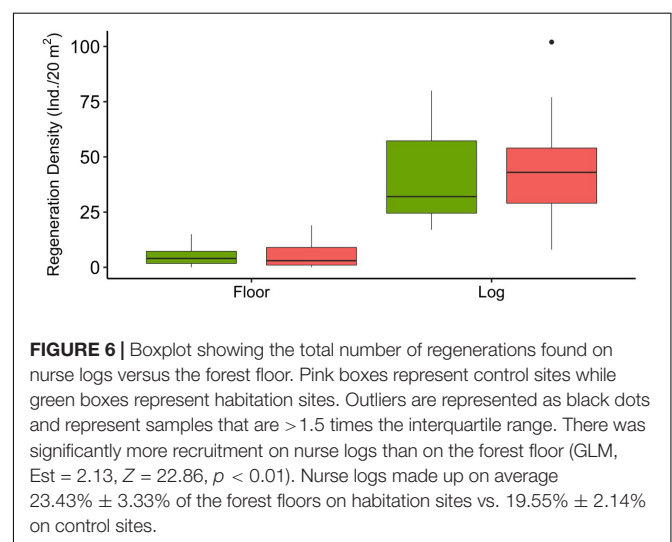 Regeneration Density (Ind./20 m²)
100
75
50
25
0
Floor Log
FIGURE 6 | Boxplot showing the total number of regenerations found on
nurse logs versus the forest floor. Pink boxes represent control sites while
green boxes represent habitation sites. Outliers are represented as black dots
and represent samples that are >1.5 times the interquartile range. There was
significantly more recruitment on nurse logs than on the forest floor (GLM,
Est = 2.13, Z = 22.86, p < 0.01). Nurse logs made up on average
23.43% ± 3.33% of the forest floors on habitation sites vs. 19.55% ± 2.14%
on control sites.